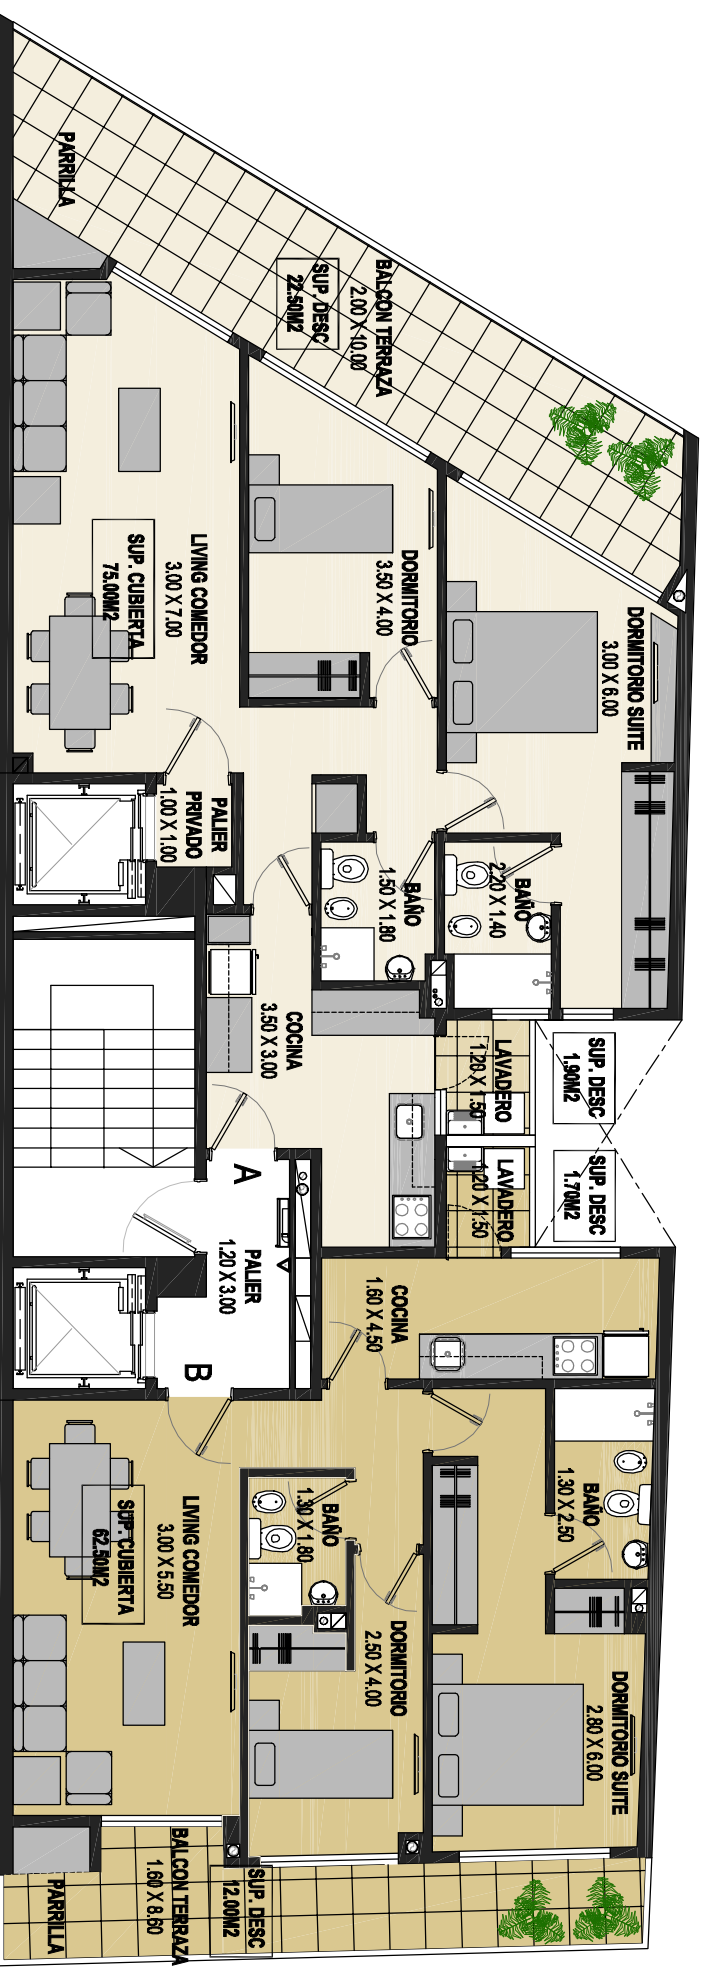 PARRILLA
BALCON TERRAZA
2.00 X 10.00
SUP. DESC
22.50M2
LIVING COMEDOR
3.00 X 7.00
SUP. CUBIERTA
75.00M2
DORMITORIO
3.50 X 4.00
DORMITORIO SUITE
3.00 X 6.00
PALIER
PRIVADO
1.00 X 1.00
BAÑO
1.50 X 1.80
BAÑO
2.20 X 1.40
COCINA
3.50 X 3.00
LAVADERO
1.20 X 1.50
SUP. DESC
1.90M2
LAVADERO
1.20 X 1.50
SUP. DESC
1.70M2
A
PALIER
1.20 X 3.00
B
COCINA
1.60 X 4.50
BAÑO
1.30 X 2.50
BAÑO
1.30 X 1.80
LIVING COMEDOR
3.00 X 5.50
SUP. CUBIERTA
62.50M2
DORMITORIO
2.50 X 4.00
DORMITORIO SUITE
2.80 X 6.00
BALCON TERRAZA
1.60 X 8.60
SUP. DESC
12.00M2
PARRILLA